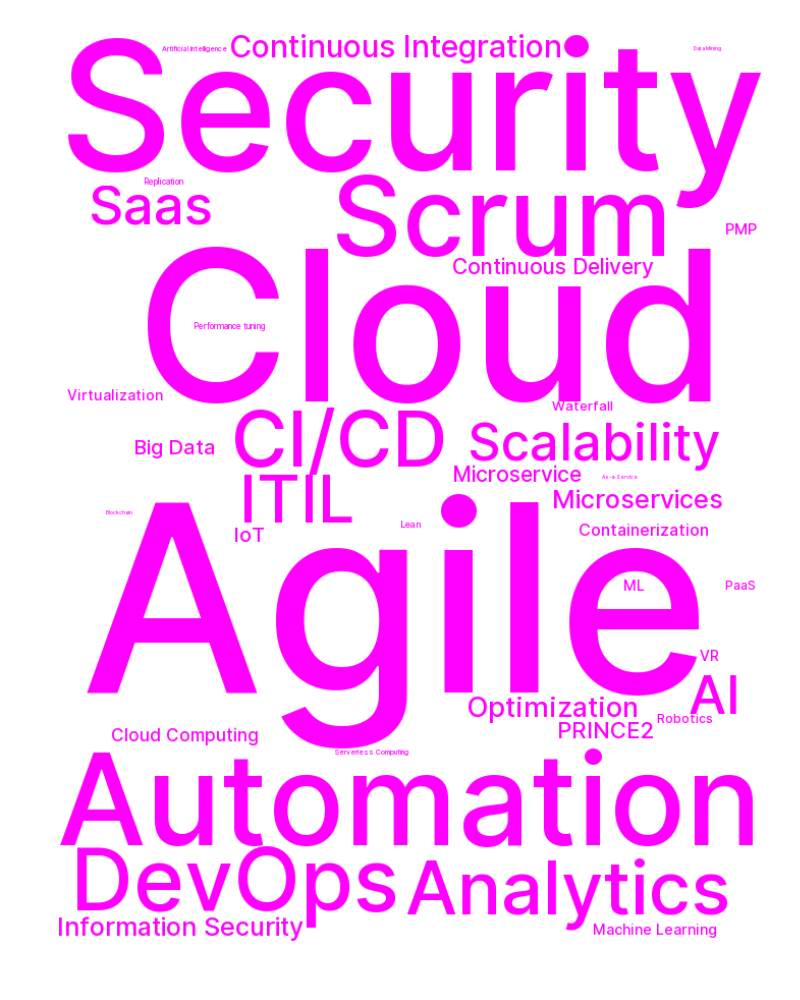 Artificial Intelligence
Continuous Integration
Data Mining
Security
Replication
Saas
Scrum
PMP
Continuous Delivery
Cloud
Performance tuning
Virtualization
Waterfall
CI/CD
Scalability
Big Data
Microservice
As-a-Service
ITIL
Microservices
Blockchain
Lean
IoT
Containerization
Agile
ML
PaaS
VR
AI
Optimization
Robotics
PRINCE2
Cloud Computing
Serverless Computing
Automation
DevOps
Analytics
Information Security
Machine Learning